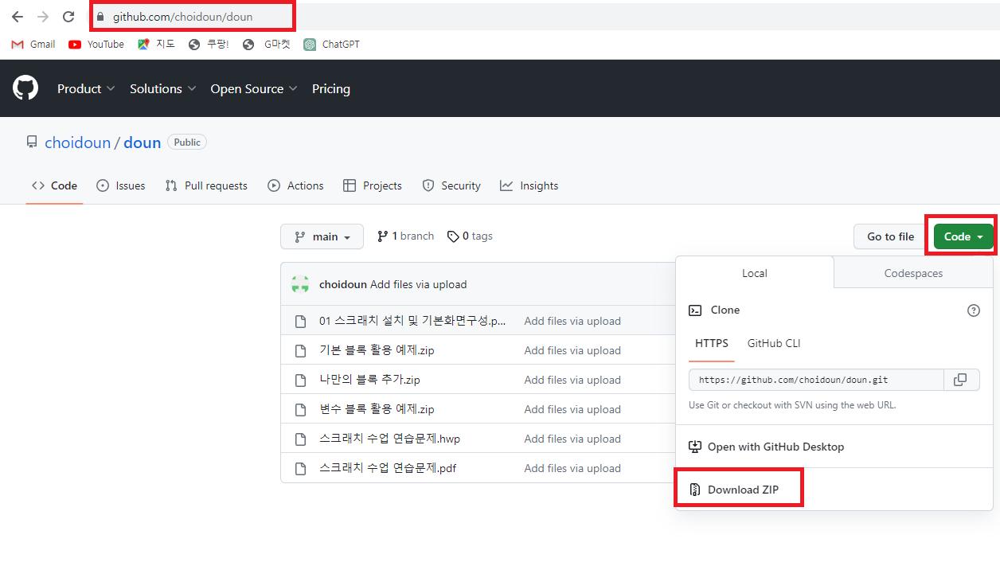 github.com/choidoun/doun
Gmail YouTube 지도 쿠팡! G마켓 ChatGPT
Product Solutions Open Source Pricing
choidoun / doun Public
Code Issues Pull requests Actions Projects Security Insights
main 1 branch 0 tags Go to file Code
choidoun Add files via upload
01 스크래치 설치 및 기본화면구성.p... Add files via upload
기본 블록 활용 예제.zip Add files via upload
나만의 블록 추가.zip Add files via upload
변수 블록 활용 예제.zip Add files via upload
스크래치 수업 연습문제.hwp Add files via upload
스크래치 수업 연습문제.pdf Add files via upload
Local Codespaces
Clone
HTTPS GitHub CLI
https://github.com/choidoun/doun.git
Use Git or checkout with SVN using the web URL.
Open with GitHub Desktop
Download ZIP